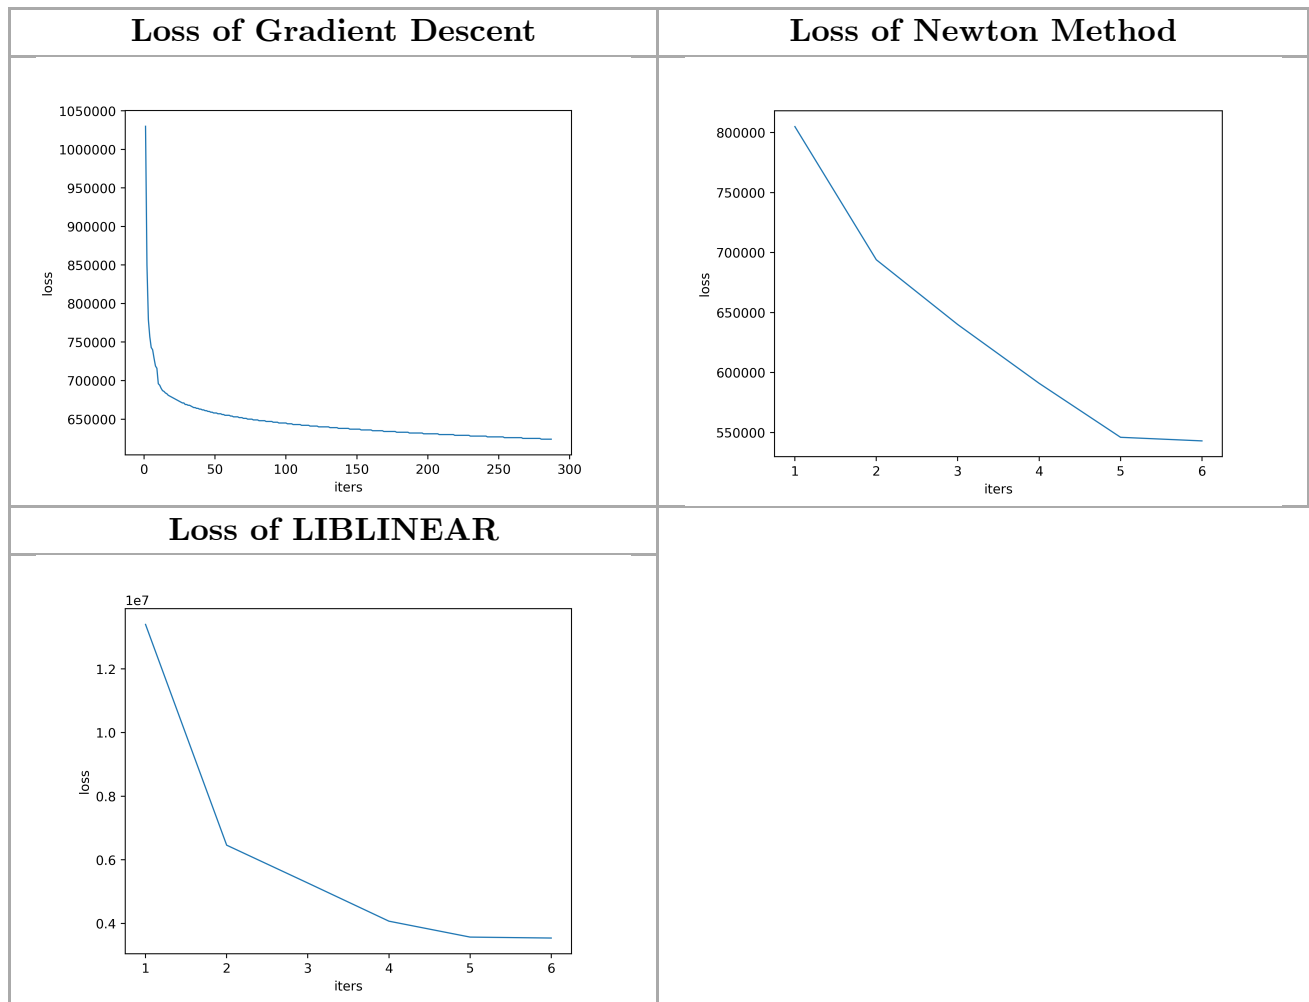 Loss of Gradient Descent
1050000
1000000
950000
900000
850000
800000
750000
700000
650000
loss
0 50 100 150 200 250 300
iters
Loss of Newton Method
800000
750000
700000
650000
600000
550000
loss
1 2 3 4 5 6
iters
Loss of LIBLINEAR
1e7
1.2
1.0
0.8
0.6
0.4
loss
1 2 3 4 5 6
iters